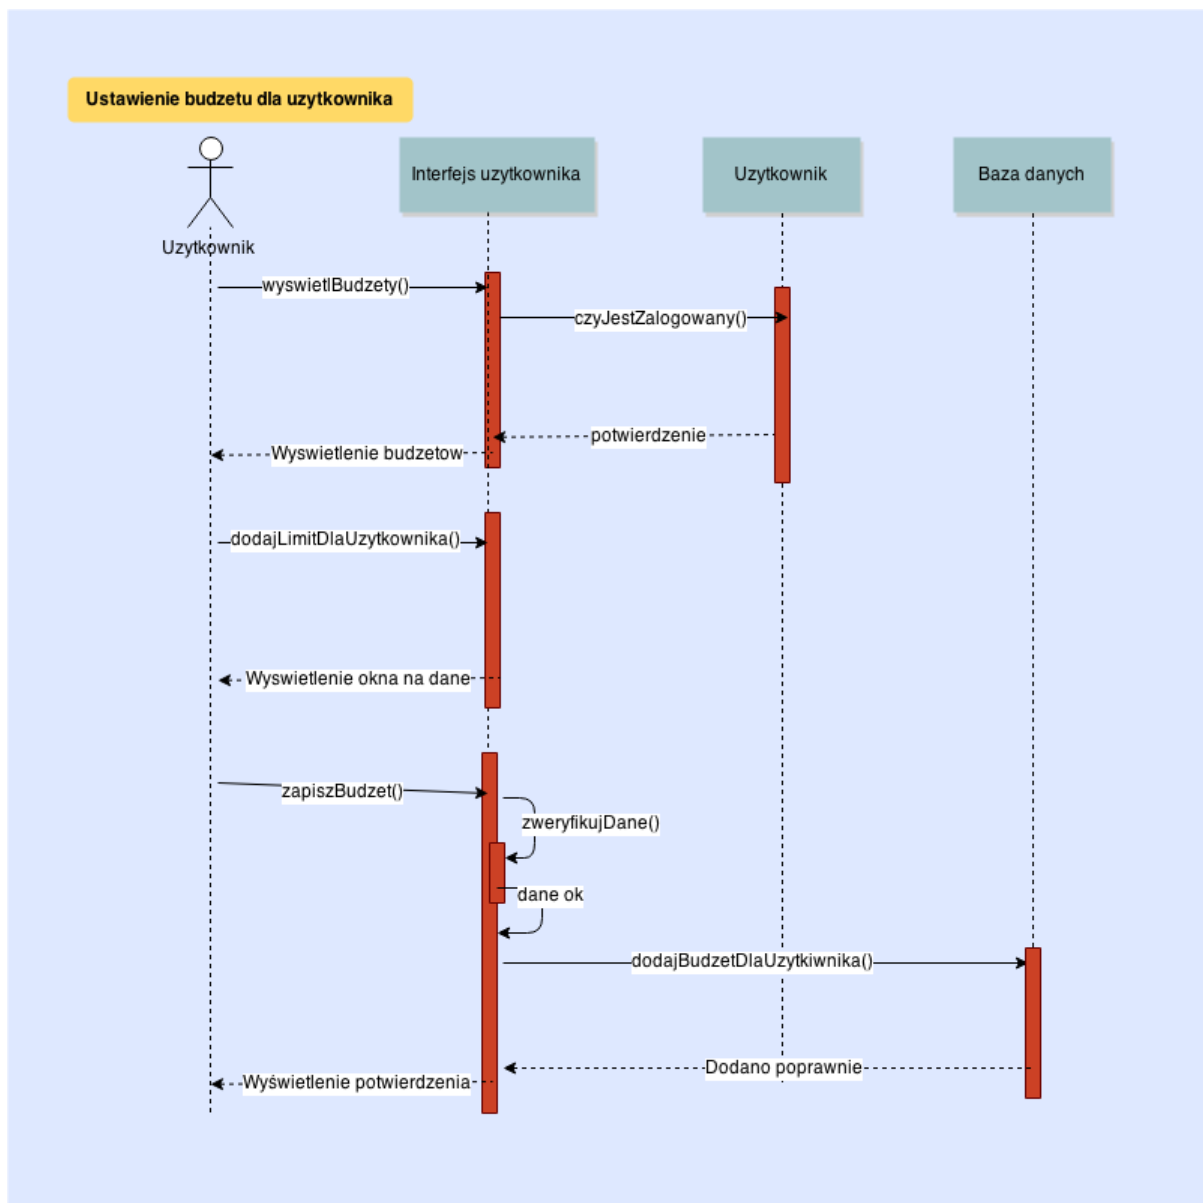 Ustawienie budzetu dla uzytkownika
Interfejs uzytkownika
Uzytkownik
Baza danych
Uzytkownik
wyswietlBudzety()
czyJestZalogowany()
potwierdzenie
Wyswietlenie budzetow
dodajLimitDlaUzytkownika()
Wyswietlenie okna na dane
zapiszBudzet()
zweryfikujDane()
dane ok
dodajBudzetDlaUzytkiwnika()
Dodano poprawnie
Wyświetlenie potwierdzenia